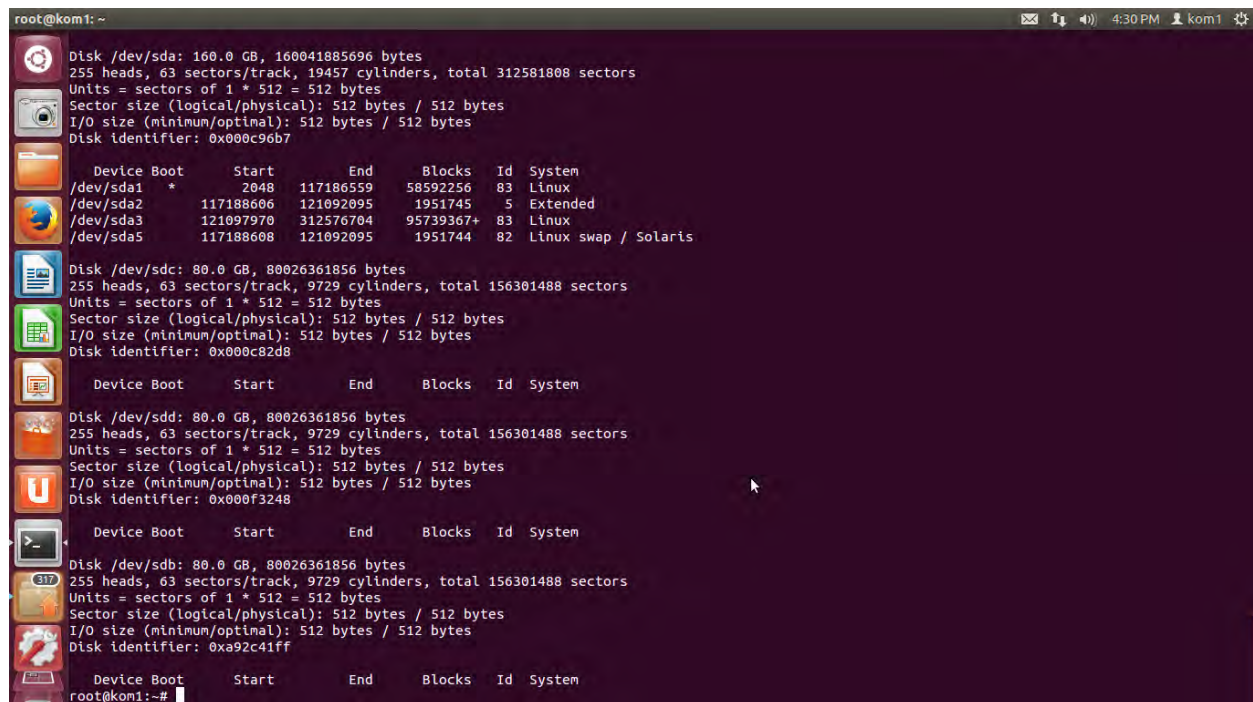 root@kom1: ~
4:30 PM kom1
Disk /dev/sda: 160.0 GB, 160041885696 bytes
255 heads, 63 sectors/track, 19457 cylinders, total 312581808 sectors
Units = sectors of 1 * 512 = 512 bytes
Sector size (logical/physical): 512 bytes / 512 bytes
I/O size (minimum/optimal): 512 bytes / 512 bytes
Disk identifier: 0x000c96b7
Device Boot Start End Blocks Id System
/dev/sda1 * 2048 117186559 58592256 83 Linux
/dev/sda2 117188606 121092095 1951745 5 Extended
/dev/sda3 121097970 312576704 95739367+ 83 Linux
/dev/sda5 117188608 121092095 1951744 82 Linux swap / Solaris
Disk /dev/sdc: 80.0 GB, 80026361856 bytes
255 heads, 63 sectors/track, 9729 cylinders, total 156301488 sectors
Units = sectors of 1 * 512 = 512 bytes
Sector size (logical/physical): 512 bytes / 512 bytes
I/O size (minimum/optimal): 512 bytes / 512 bytes
Disk identifier: 0x000c82d8
Device Boot Start End Blocks Id System
Disk /dev/sdd: 80.0 GB, 80026361856 bytes
255 heads, 63 sectors/track, 9729 cylinders, total 156301488 sectors
Units = sectors of 1 * 512 = 512 bytes
Sector size (logical/physical): 512 bytes / 512 bytes
I/O size (minimum/optimal): 512 bytes / 512 bytes
Disk identifier: 0x000f3248
Device Boot Start End Blocks Id System
Disk /dev/sdb: 80.0 GB, 80026361856 bytes
317
255 heads, 63 sectors/track, 9729 cylinders, total 156301488 sectors
Units = sectors of 1 * 512 = 512 bytes
Sector size (logical/physical): 512 bytes / 512 bytes
I/O size (minimum/optimal): 512 bytes / 512 bytes
Disk identifier: 0xa92c41ff
Device Boot Start End Blocks Id System
root@kom1:~#